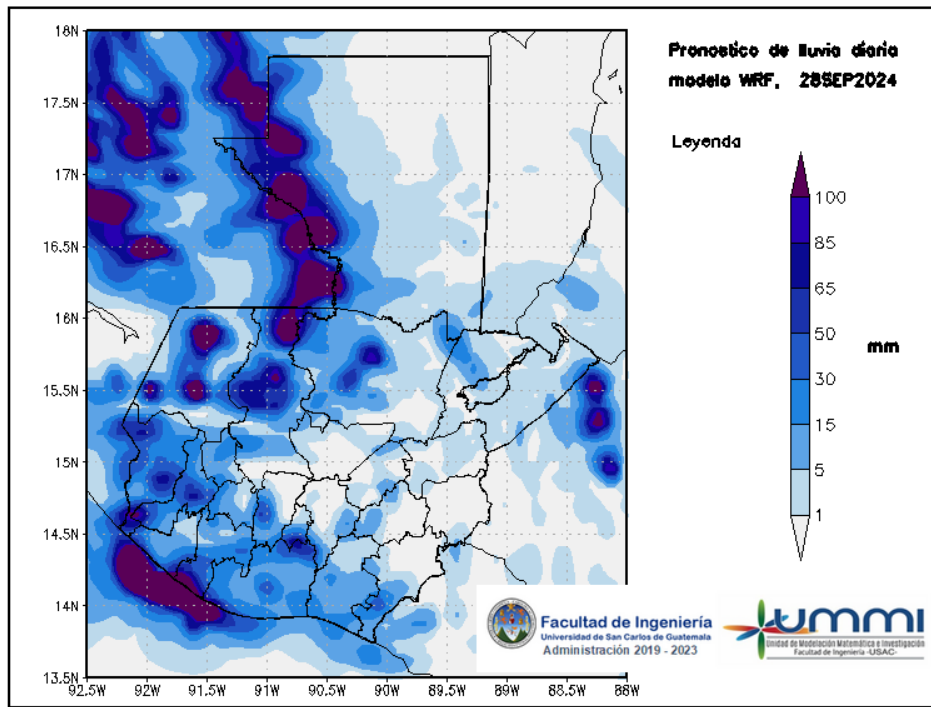 Pronostico de lluvia diaria
modelo WRF, 28SEP2024
Leyenda
100
85
65
50
30
15
5
1
mm
18N
17.5N
17N
16.5N
16N
15.5N
15N
14.5N
14N
13.5N
92.5W
92W
91.5W
91W
90.5W
90W
89.5W
89W
88.5W
88W
Facultad de Ingeniería
Universidad de San Carlos de Guatemala
Administración 2019 - 2023
UMMI
Unidad de Modelación Matemática e Investigación
Facultad de Ingeniería -USAC-